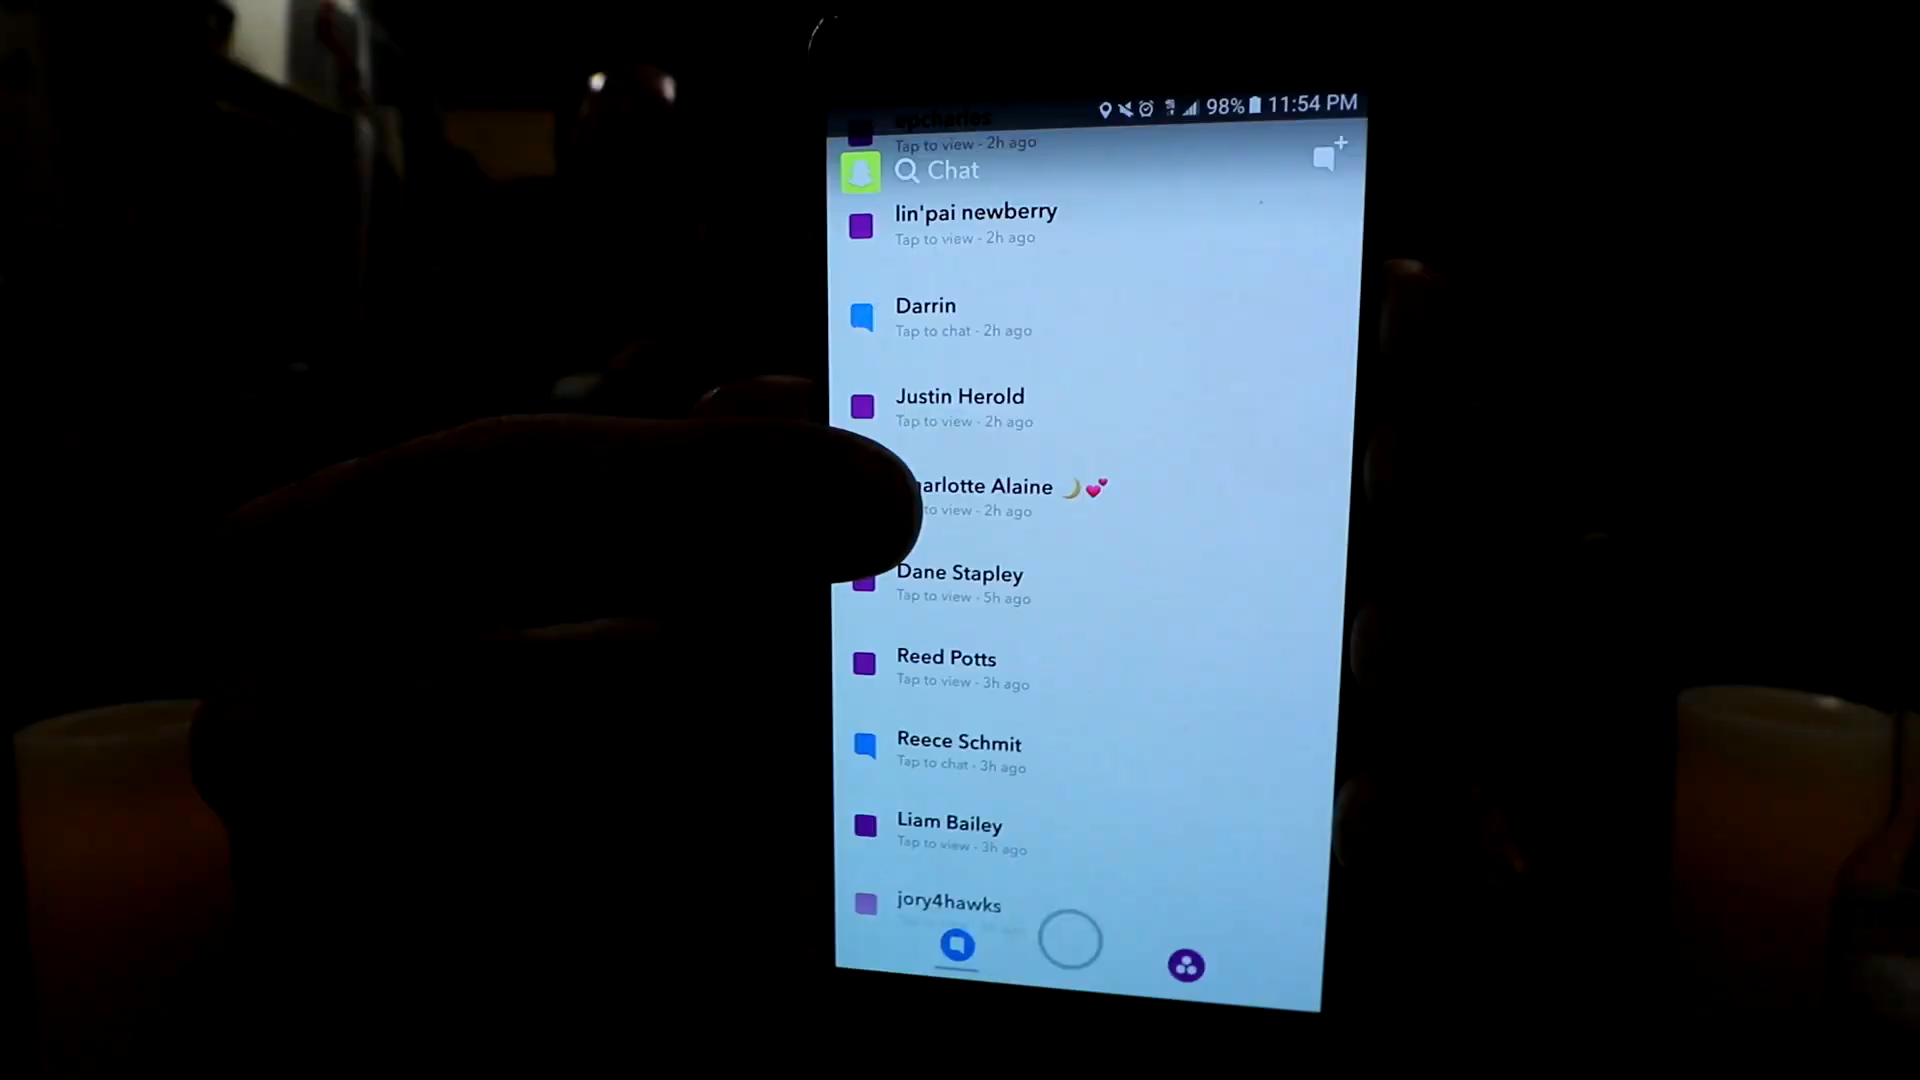 98% 11:54 PM
epcharles
Tap to view - 2h ago
Chat
lin'pai newberry
Tap to view - 2h ago
Darrin
Tap to chat - 2h ago
Justin Herold
Tap to view - 2h ago
arlotte Alaine 🌙💕
to view - 2h ago
Dane Stapley
Tap to view - 5h ago
Reed Potts
Tap to view - 3h ago
Reece Schmit
Tap to chat - 3h ago
Liam Bailey
Tap to view - 3h ago
jory4hawks